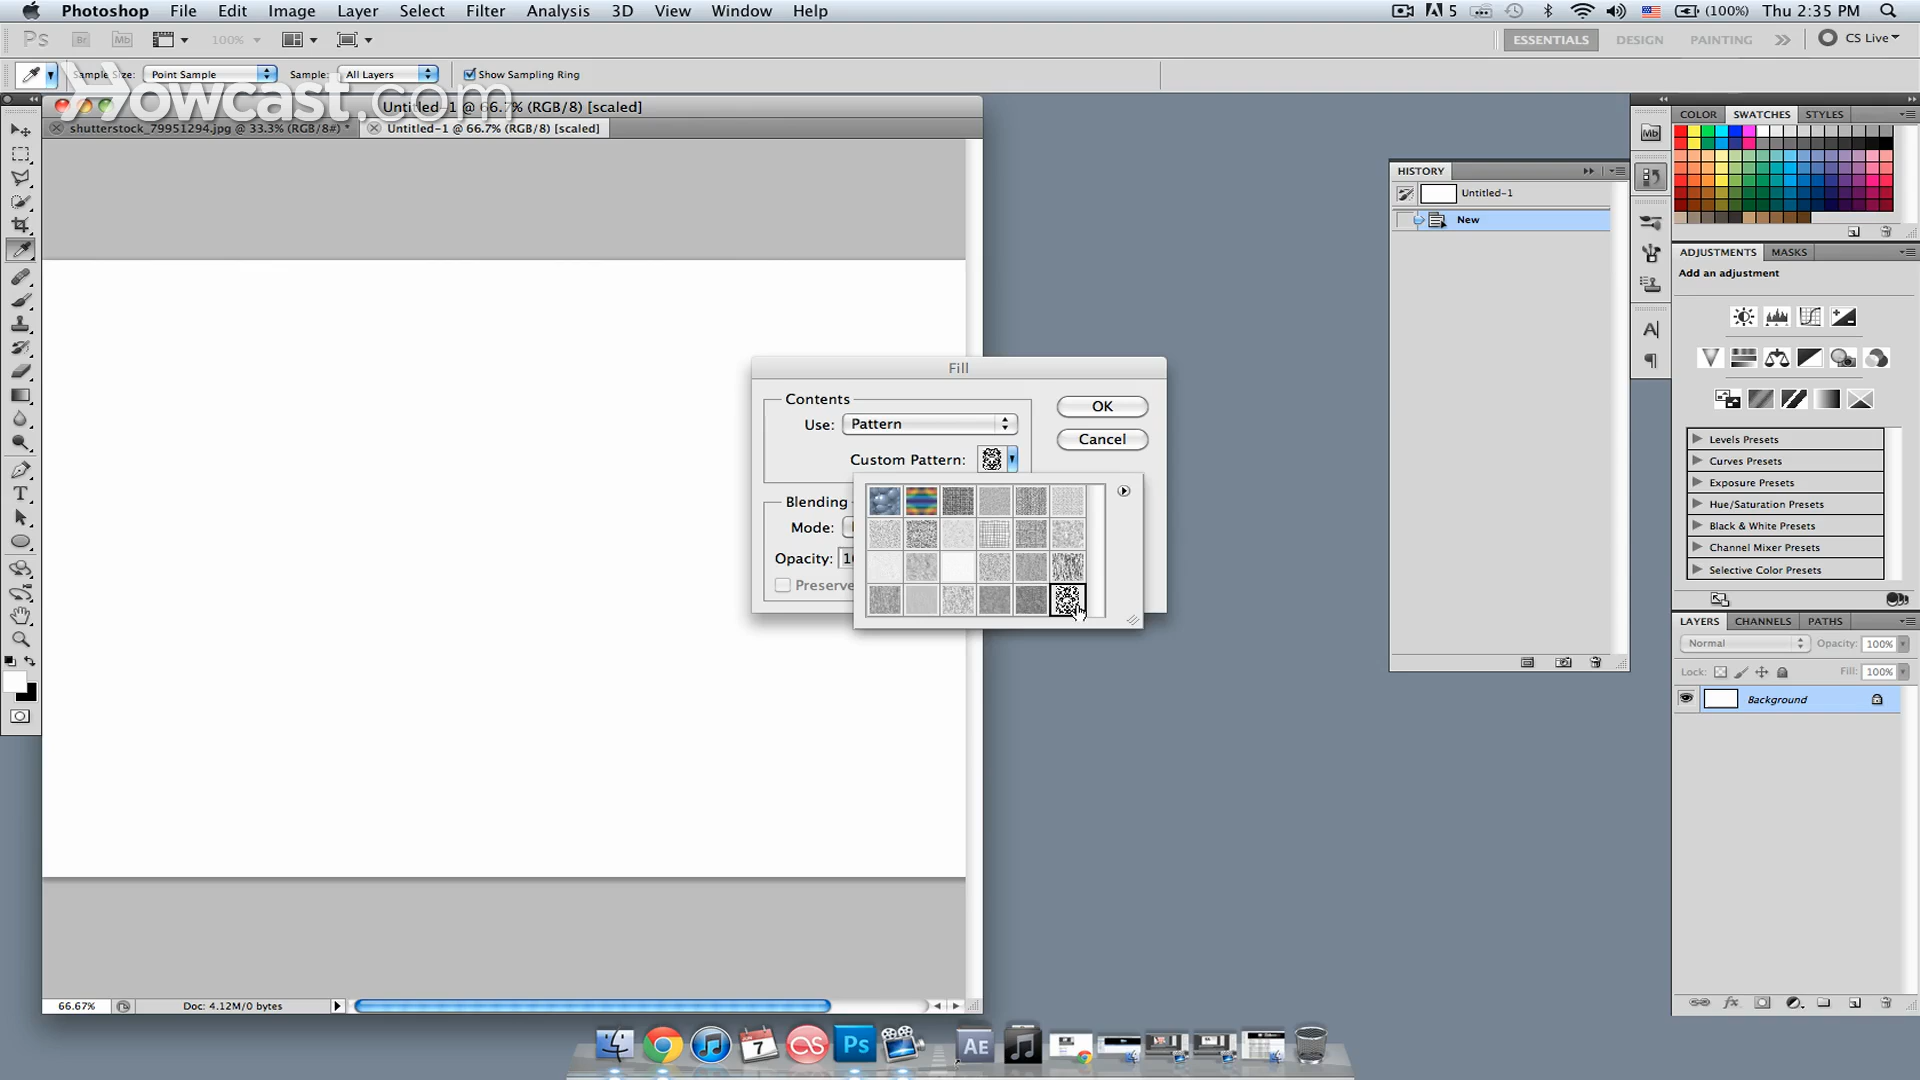 Photoshop File Edit Image Layer Select Filter Analysis 3D View Window Help
5 (100%) Thu 2:35 PM
Ps Br Mb 100% ESSENTIALS DESIGN PAINTING CS Live
Sample Size: Point Sample Sample: All Layers Show Sampling Ring
Howcast.com
Untitled-1 @ 66.7% (RGB/8) [scaled]
shutterstock_79951294.jpg @ 33.3% (RGB/8#) * Untitled-1 @ 66.7% (RGB/8) [scaled]
COLOR SWATCHES STYLES
Mb
HISTORY
Untitled-1
New
ADJUSTMENTS MASKS
Add an adjustment
Fill
Contents
Use: Pattern
OK
Cancel
Custom Pattern:
Blending
Mode:
Opacity: 1
Preserve
Levels Presets
Curves Presets
Exposure Presets
Hue/Saturation Presets
Black & White Presets
Channel Mixer Presets
Selective Color Presets
LAYERS CHANNELS PATHS
Normal Opacity: 100%
Lock: Fill: 100%
Background
66.67% Doc: 4.12M/0 bytes
7 Ps AE